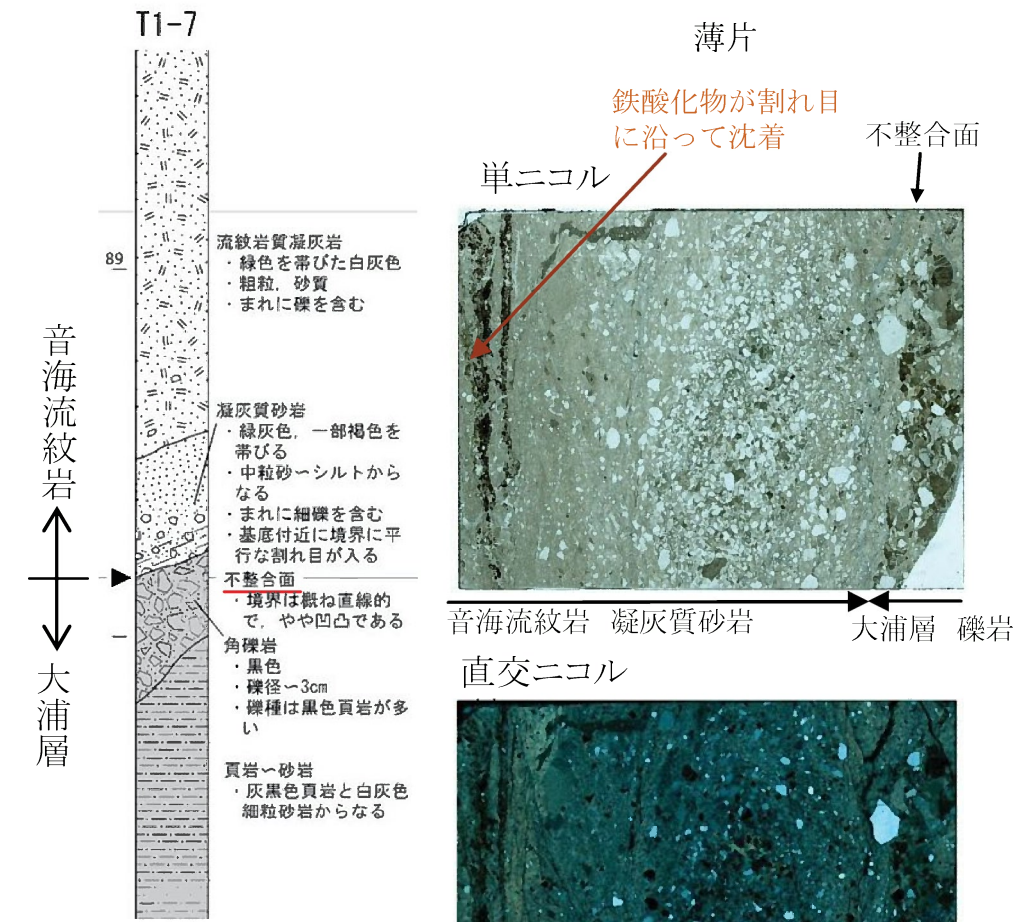 T1-7
89
音海流紋岩
大浦層
流紋岩質凝灰岩
・緑色を帯びた白灰色
・粗粒，砂質
・まれに礫を含む
凝灰質砂岩
・緑灰色，一部褐色を
帯びる
・中粒砂～シルトから
なる
・まれに細礫を含む
・基底付近に境界に平
行な割れ目が入る
不整合面
・境界は概ね直線的
で，やや凹凸である
角礫岩
・黒色
・礫径～3cm
・礫種は黒色頁岩が多
い
頁岩～砂岩
・灰黒色頁岩と白灰色
細粒砂岩からなる
薄片
鉄酸化物が割れ目
に沿って沈着
不整合面
単ニコル
音海流紋岩 凝灰質砂岩
大浦層 礫岩
直交ニコル